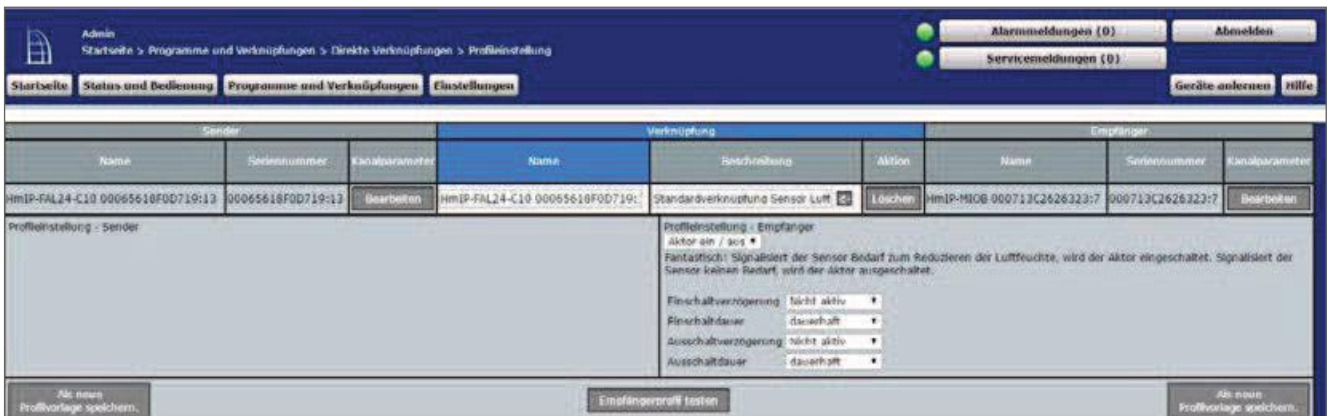 Admin
Startseite > Programme und Verknüpfungen > Direkte Verknüpfungen > Profileinstellung
Alarmmeldungen (0)
Abmelden
Servicemeldungen (0)
Startseite
Status und Bedienung
Programme und Verknüpfungen
Einstellungen
Geräte anlernen
Hilfe
Sender
Verknüpfung
Empfänger
Name
Seriennummer
Kanalparameter
Name
Beschreibung
Aktion
Name
Seriennummer
Kanalparameter
HmIP-FAL24-C10 00065618F0D719:13
00065618F0D719:13
Bearbeiten
HmIP-FAL24-C10 00065618F0D719:
Standardverknüpfung Sensor Luft
Löschen
HmIP-MIOB 000713C2626323:7
000713C2626323:7
Bearbeiten
Profileinstellung - Sender
Profileinstellung - Empfänger
Aktor ein / aus
Fantastisch! Signalisiert der Sensor Bedarf zum Reduzieren der Luftfeuchte, wird der Aktor eingeschaltet. Signalisiert der
Sensor keinen Bedarf, wird der Aktor ausgeschaltet.
Einschaltverzögerung Nicht aktiv
Einschaltdauer dauerhaft
Ausschaltverzögerung Nicht aktiv
Ausschaltdauer dauerhaft
Als neue
Profilvorlage speichern.
Empfängerprofil testen
Als neue
Profilvorlage speichern.